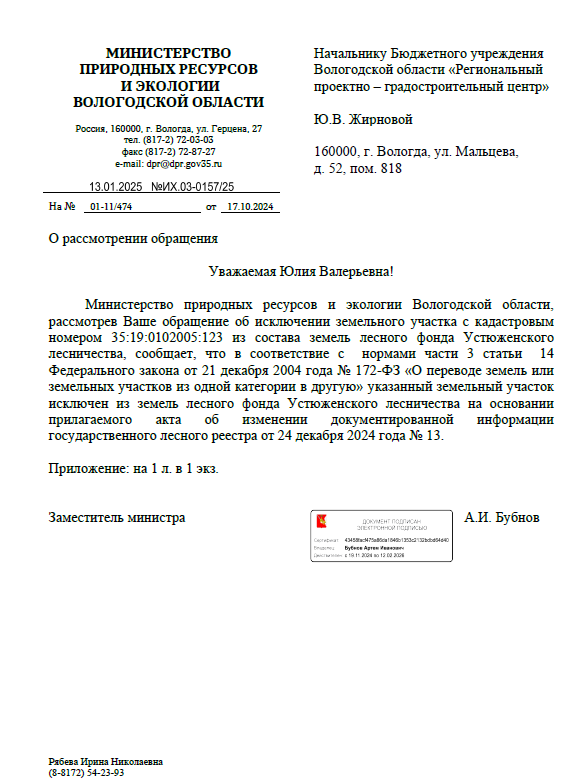 МИНИСТЕРСТВО
ПРИРОДНЫХ РЕСУРСОВ
И ЭКОЛОГИИ
ВОЛОГОДСКОЙ ОБЛАСТИ
Россия, 160000, г. Вологда, ул. Герцена, 27
тел. (817-2) 72-03-03
факс (817-2) 72-87-27
e-mail: dpr@dpr.gov35.ru
13.01.2025 №ИХ.03-0157/25
На № 01-11/474 от 17.10.2024
Начальнику Бюджетного учреждения
Вологодской области «Региональный
проектно – градостроительный центр»
Ю.В. Жирновой
160000, г. Вологда, ул. Мальцева,
д. 52, пом. 818
О рассмотрении обращения
Уважаемая Юлия Валерьевна!
Министерство природных ресурсов и экологии Вологодской области,
рассмотрев Ваше обращение об исключении земельного участка с кадастровым
номером 35:19:0102005:123 из состава земель лесного фонда Устюженского
лесничества, сообщает, что в соответствие с нормами части 3 статьи 14
Федерального закона от 21 декабря 2004 года № 172-ФЗ «О переводе земель или
земельных участков из одной категории в другую» указанный земельный участок
исключен из земель лесного фонда Устюженского лесничества на основании
прилагаемого акта об изменении документированной информации
государственного лесного реестра от 24 декабря 2024 года № 13.
Приложение: на 1 л. в 1 экз.
Заместитель министра
ДОКУМЕНТ ПОДПИСАН
ЭЛЕКТРОННОЙ ПОДПИСЬЮ
Сертификат
Владелец Бубнов Артем Иванович
Действителен с 19.11.2024 по 12.02.2026
А.И. Бубнов
Рябева Ирина Николаевна
(8-8172) 54-23-93